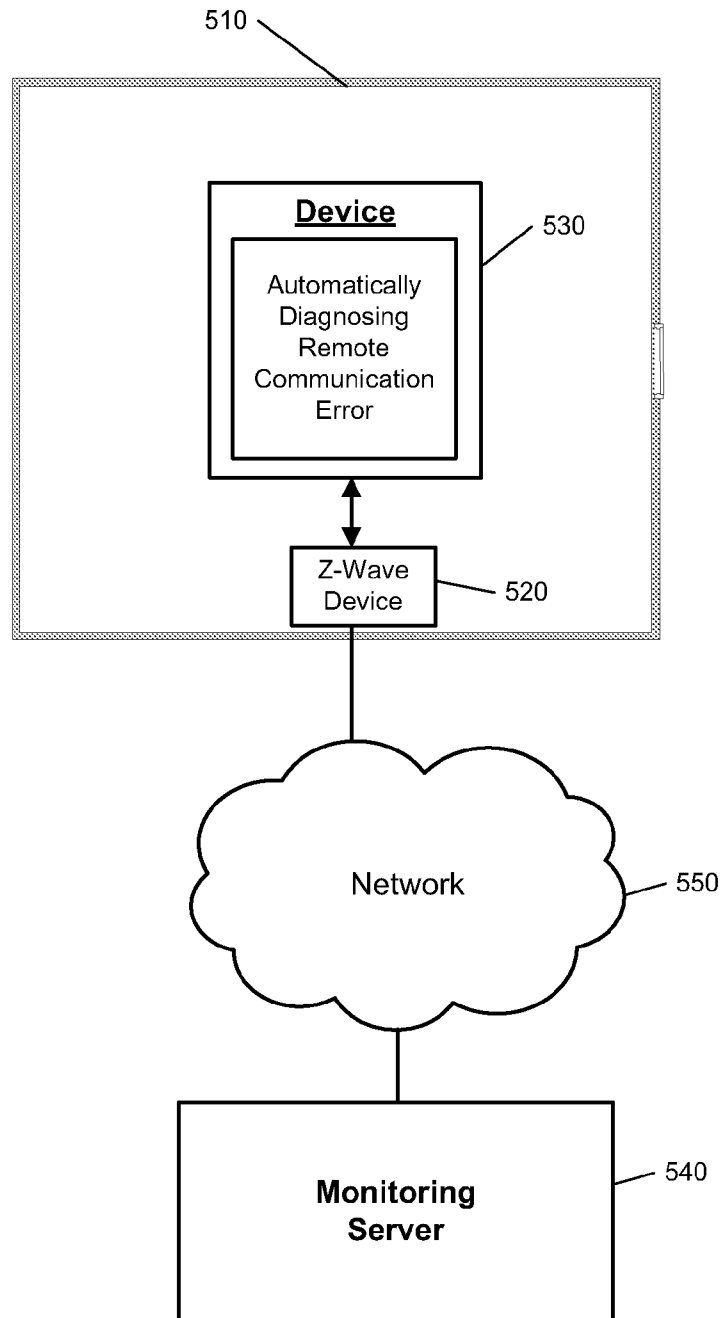 510
Device
530
Automatically
Diagnosing
Remote
Communication
Error
Z-Wave
Device
520
Network
550
Monitoring
Server
540